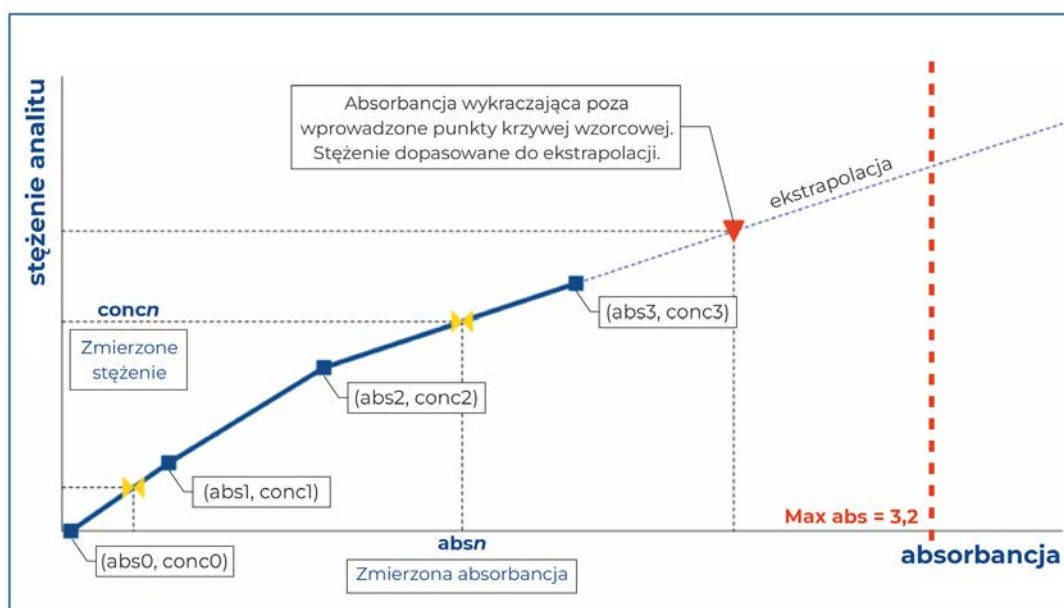 stężenie analitu
Absorbancja wykraczająca poza
wprowadzone punkty krzywej wzorcowej.
Stężenie dopasowane do ekstrapolacji.
ekstrapolacja
concn
Zmierzone
stężenie
(abs3, conc3)
(abs2, conc2)
(abs1, conc1)
(abs0, conc0)
absn
Zmierzona absorbancja
Max abs = 3,2
absorbancja